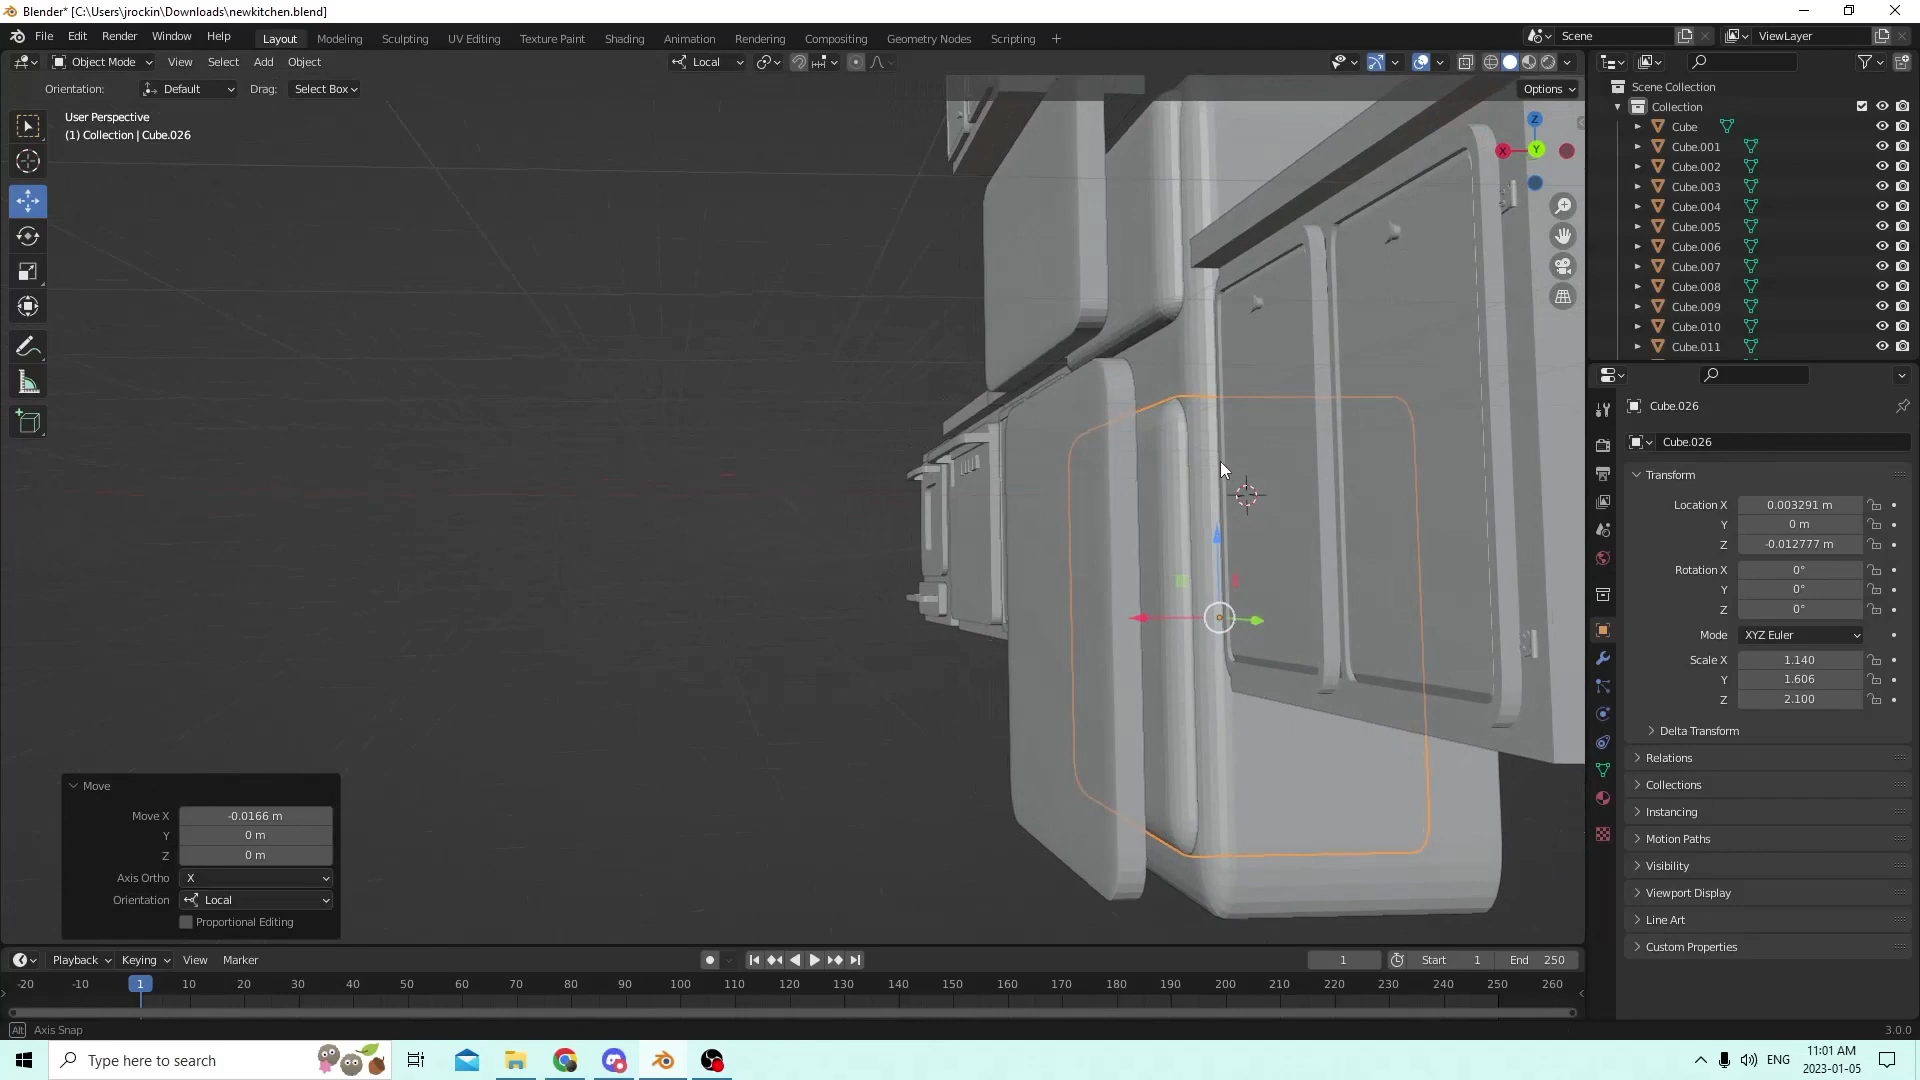 Blender* [C:\Users\jrockin\Downloads\newkitchen.blend]
File Edit Render Window Help
Layout Modeling Sculpting UV Editing Texture Paint Shading Animation Rendering Compositing Geometry Nodes Scripting +
Scene
ViewLayer
Object Mode
View Select Add Object
Local
Orientation: Default Drag: Select Box
Options
User Perspective
(1) Collection | Cube.026
Z
X
Y
Scene Collection
Collection
Cube
Cube.001
Cube.002
Cube.003
Cube.004
Cube.005
Cube.006
Cube.007
Cube.008
Cube.009
Cube.010
Cube.011
Cube.026
Cube.026
Transform
Location X 0.003291 m
Y 0 m
Z -0.012777 m
Rotation X 0°
Y 0°
Z 0°
Mode XYZ Euler
Scale X 1.140
Y 1.606
Z 2.100
Delta Transform
Relations
Collections
Instancing
Motion Paths
Visibility
Viewport Display
Line Art
Custom Properties
Move
Move X -0.0166 m
Y 0 m
Z 0 m
Axis Ortho X
Orientation Local
Proportional Editing
Playback Keying View Marker
1 Start 1 End 250
-20 -10 1 10 20 30 40 50 60 70 80 90 100 110 120 130 140 150 160 170 180 190 200 210 220 230 240 250 260
Alt Axis Snap
3.0.0
Type here to search
ENG
11:01 AM
2023-01-05